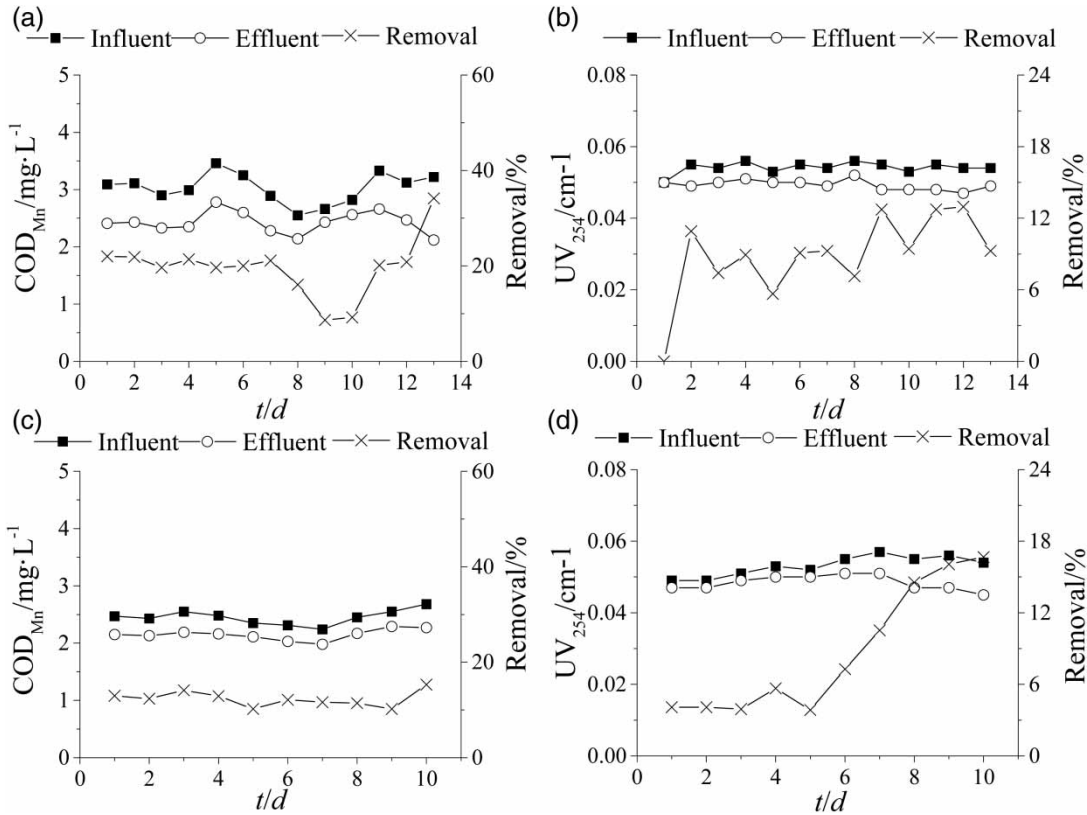 (a)
Influent Effluent Removal
5
4
3
2
1
0
COD_Mn/mg·L^-1
60
40
20
0
Removal/%
0 2 4 6 8 10 12 14
t/d
(b)
Influent Effluent Removal
0.08
0.06
0.04
0.02
0.00
UV_254/cm-1
24
18
12
6
0
Removal/%
0 2 4 6 8 10 12 14
t/d
(c)
Influent Effluent Removal
5
4
3
2
1
0
COD_Mn/mg·L^-1
60
40
20
0
Removal/%
0 2 4 6 8 10
t/d
(d)
Influent Effluent Removal
0.08
0.06
0.04
0.02
0.00
UV_254/cm-1
24
18
12
6
0
Removal/%
0 2 4 6 8 10
t/d